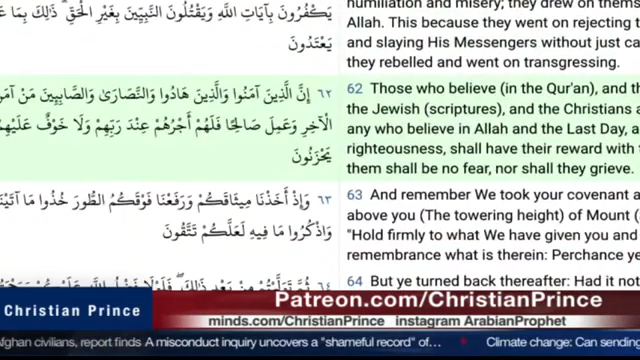 يَكْفُرُونَ بِآيَاتِ اللَّهِ وَيَقْتُلُونَ النَّبِيِّينَ بِغَيْرِ الْحَقِّ ۗ ذَٰلِكَ بِمَا
يَعْتَدُونَ
٦٢ إِنَّ الَّذِينَ آمَنُوا وَالَّذِينَ هَادُوا وَالنَّصَارَىٰ وَالصَّابِئِينَ مَنْ
الْآخِرِ وَعَمِلَ صَالِحًا فَلَهُمْ أَجْرُهُمْ عِنْدَ رَبِّهِمْ وَلَا خَوْفٌ عَلَيْهِمْ
يَحْزَنُونَ
٦٣ وَإِذْ أَخَذْنَا مِيثَاقَكُمْ وَرَفَعْنَا فَوْقَكُمُ الطُّورَ خُذُوا مَا
وَاذْكُرُوا مَا فِيهِ لَعَلَّكُمْ تَتَّقُونَ
٦٤ ثُمَّ تَوَلَّيْتُمْ مِنْ بَعْدِ ذَٰلِكَ ۖ فَلَوْلَا فَضْلُ اللَّهِ عَلَيْكُمْ
humiliation and misery; they drew on
Allah. This because they went on rejecting
and slaying His Messengers without just
they rebelled and went on transgressing.
62 Those who believe (in the Qur'an), and
the Jewish (scriptures), and the Christians
any who believe in Allah and the Last Day,
righteousness, shall have their reward with
them shall be no fear, nor shall they grieve.
63 And remember We took your covenant
above you (The towering height) of Mount
"Hold firmly to what We have given you and
remembrance what is therein: Perchance
64 But ye turned back thereafter: Had it
Christian Prince
Patreon.com/ChristianPrince
minds.com/ChristianPrince instagram ArabianProphet
Afghan civilians, report finds A misconduct inquiry uncovers a "shameful record" of... Climate change: Can sending